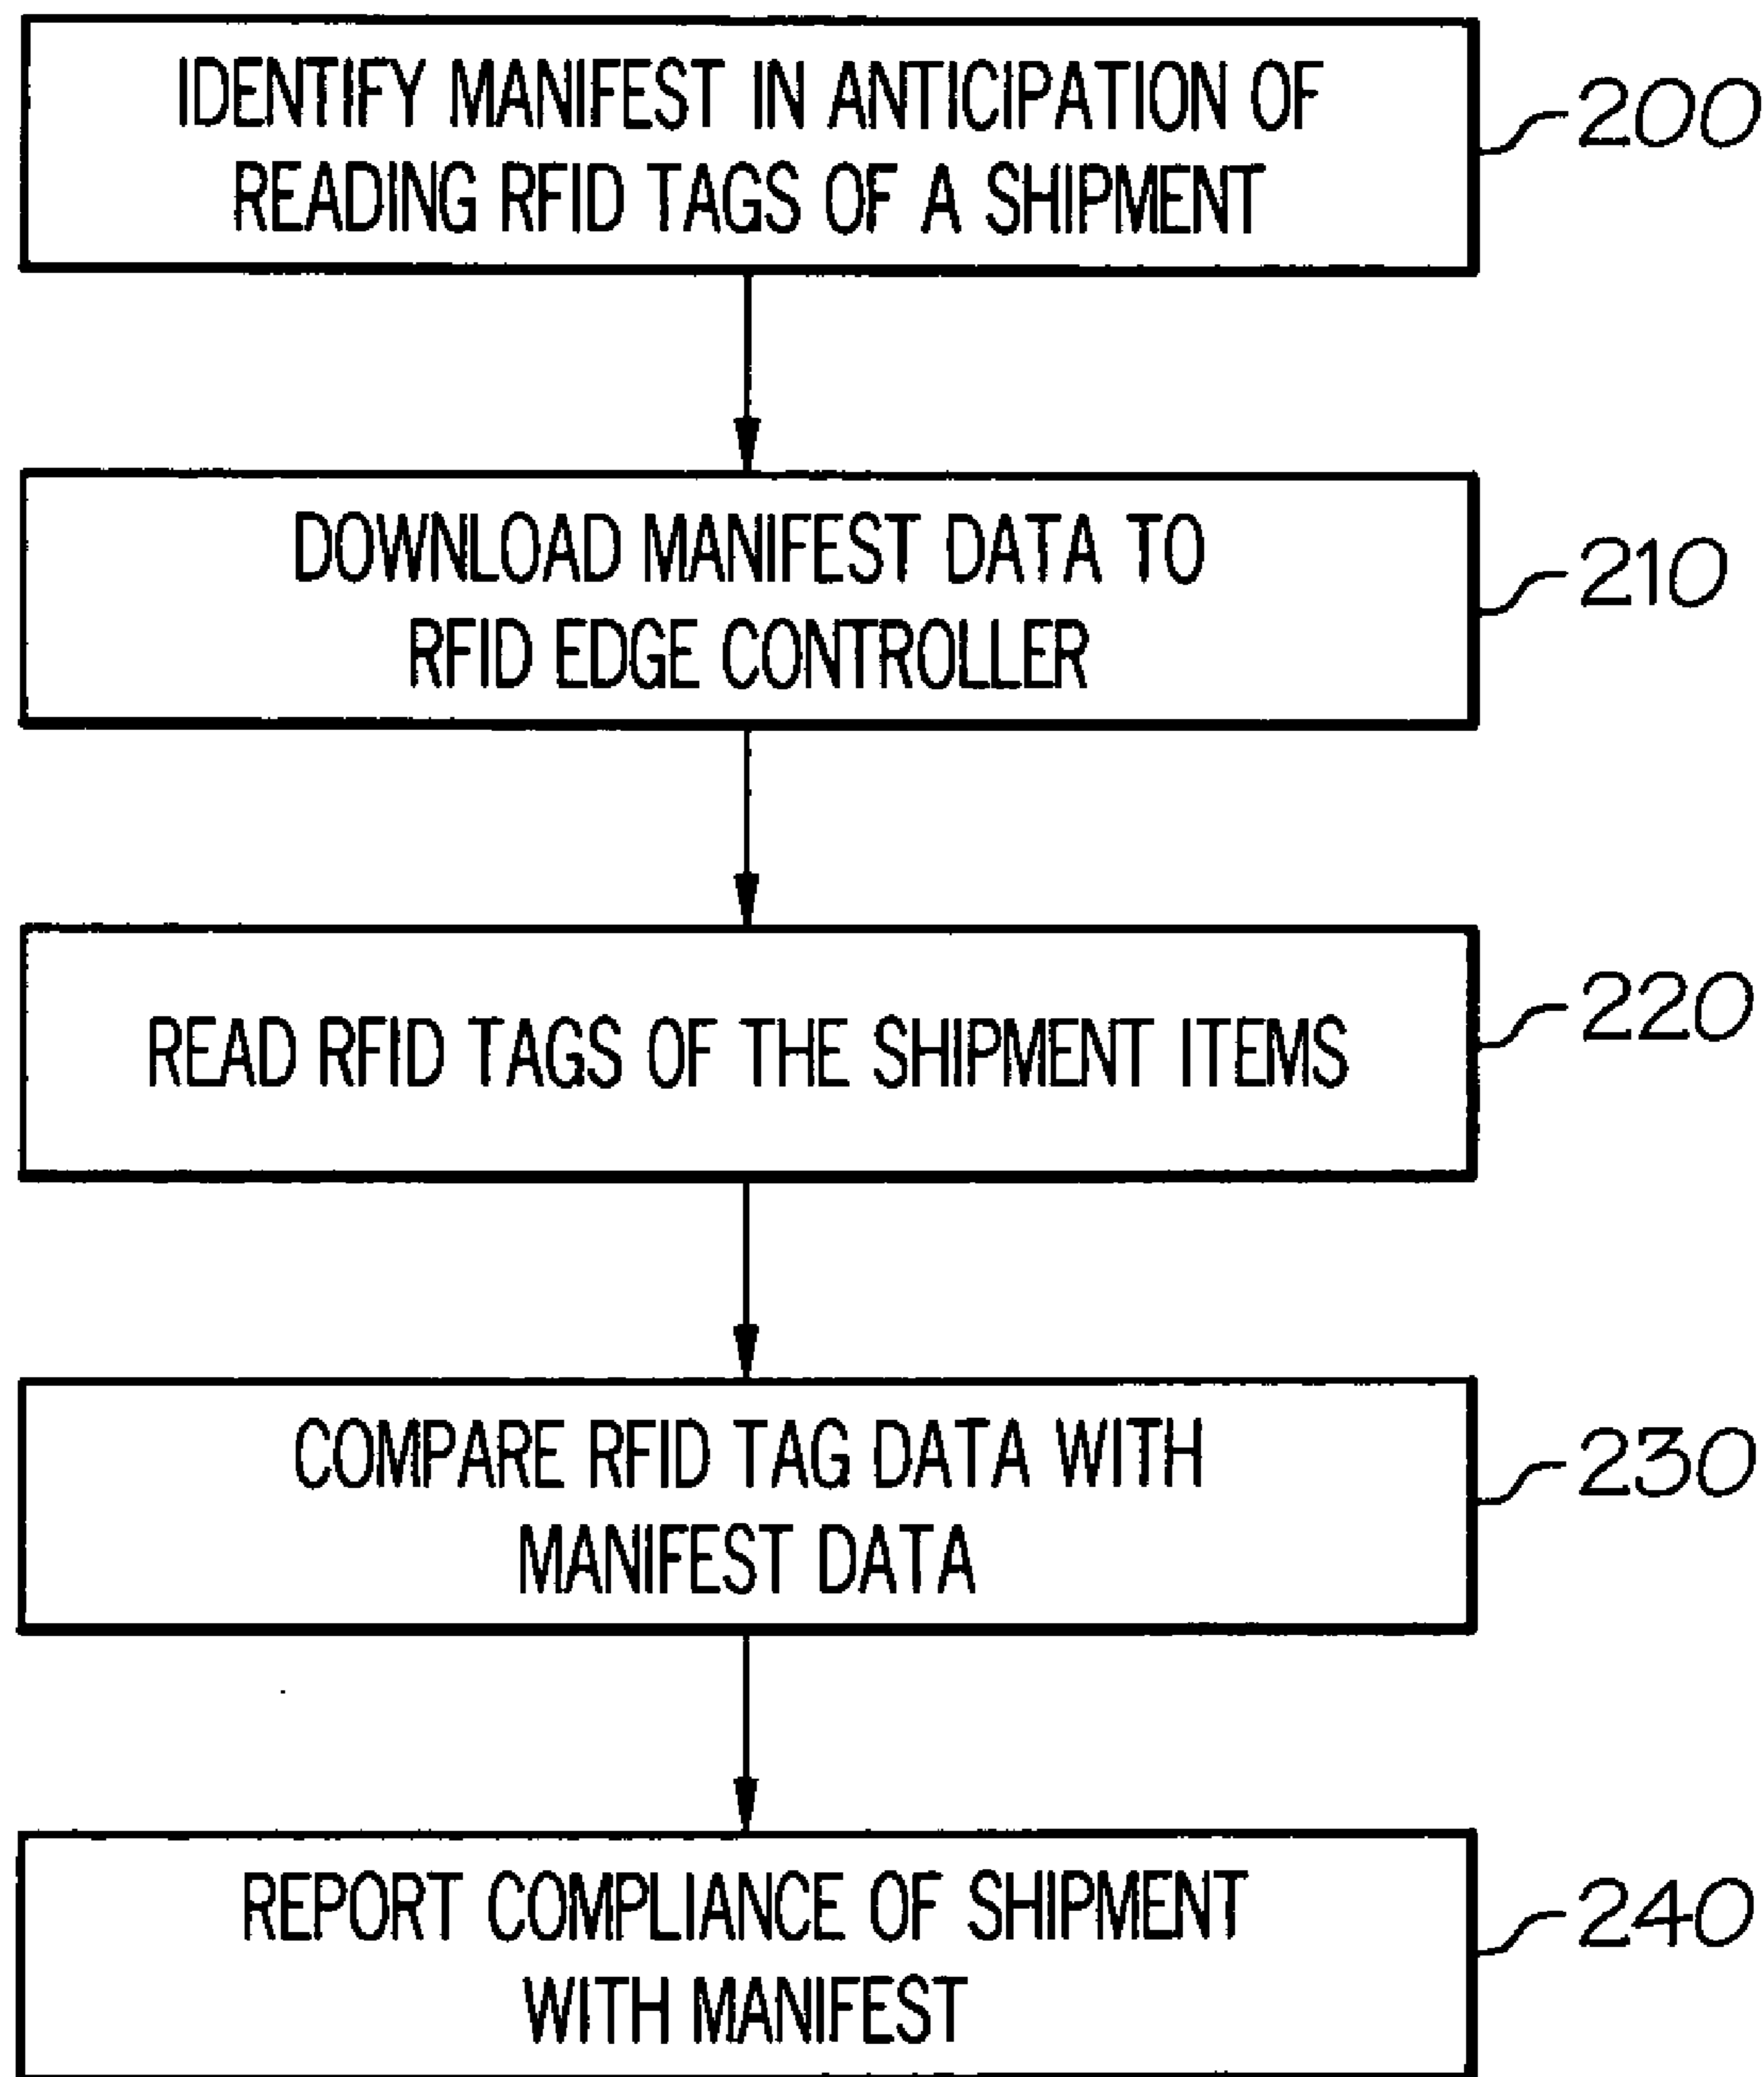 IDENTIFY MANIFEST IN ANTICIPATION OF
READING RFID TAGS OF A SHIPMENT
200
DOWNLOAD MANIFEST DATA TO
RFID EDGE CONTROLLER
210
READ RFID TAGS OF THE SHIPMENT ITEMS
220
COMPARE RFID TAG DATA WITH
MANIFEST DATA
230
REPORT COMPLIANCE OF SHIPMENT
WITH MANIFEST
240